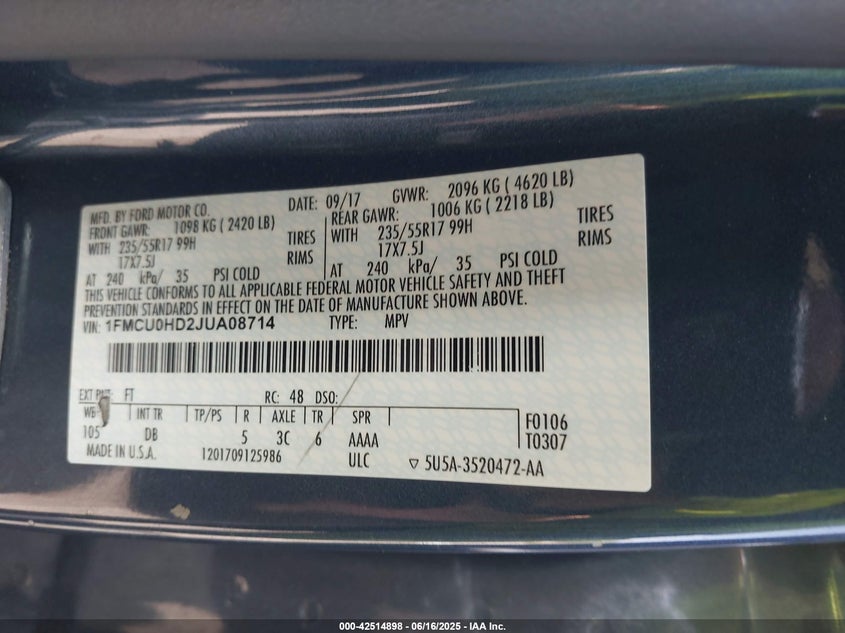 MFD. BY FORD MOTOR CO. DATE: 09/17 GVWR: 2096 KG ( 4620 LB)
FRONT GAWR: 1098 KG ( 2420 LB) REAR GAWR: 1006 KG ( 2218 LB)
WITH 235/55R17 99H TIRES WITH 235/55R17 99H TIRES
17X7.5J RIMS 17X7.5J RIMS
AT 240 kPa/ 35 PSI COLD AT 240 kPa/ 35 PSI COLD
THIS VEHICLE CONFORMS TO ALL APPLICABLE FEDERAL MOTOR VEHICLE SAFETY AND THEFT
PREVENTION STANDARDS IN EFFECT ON THE DATE OF MANUFACTURE SHOWN ABOVE.
VIN: 1FMCU0HD2JUA08714 TYPE: MPV
EXT FT RC: 48 DSO:
WB INT TR TP/PS R AXLE TR SPR F0106
105 DB 5 3C 6 AAAA T0307
MADE IN U.S.A. 1201709125986 ULC ▽ 5U5A-3520472-AA
000-42514898 - 06/16/2025 - IAA Inc.